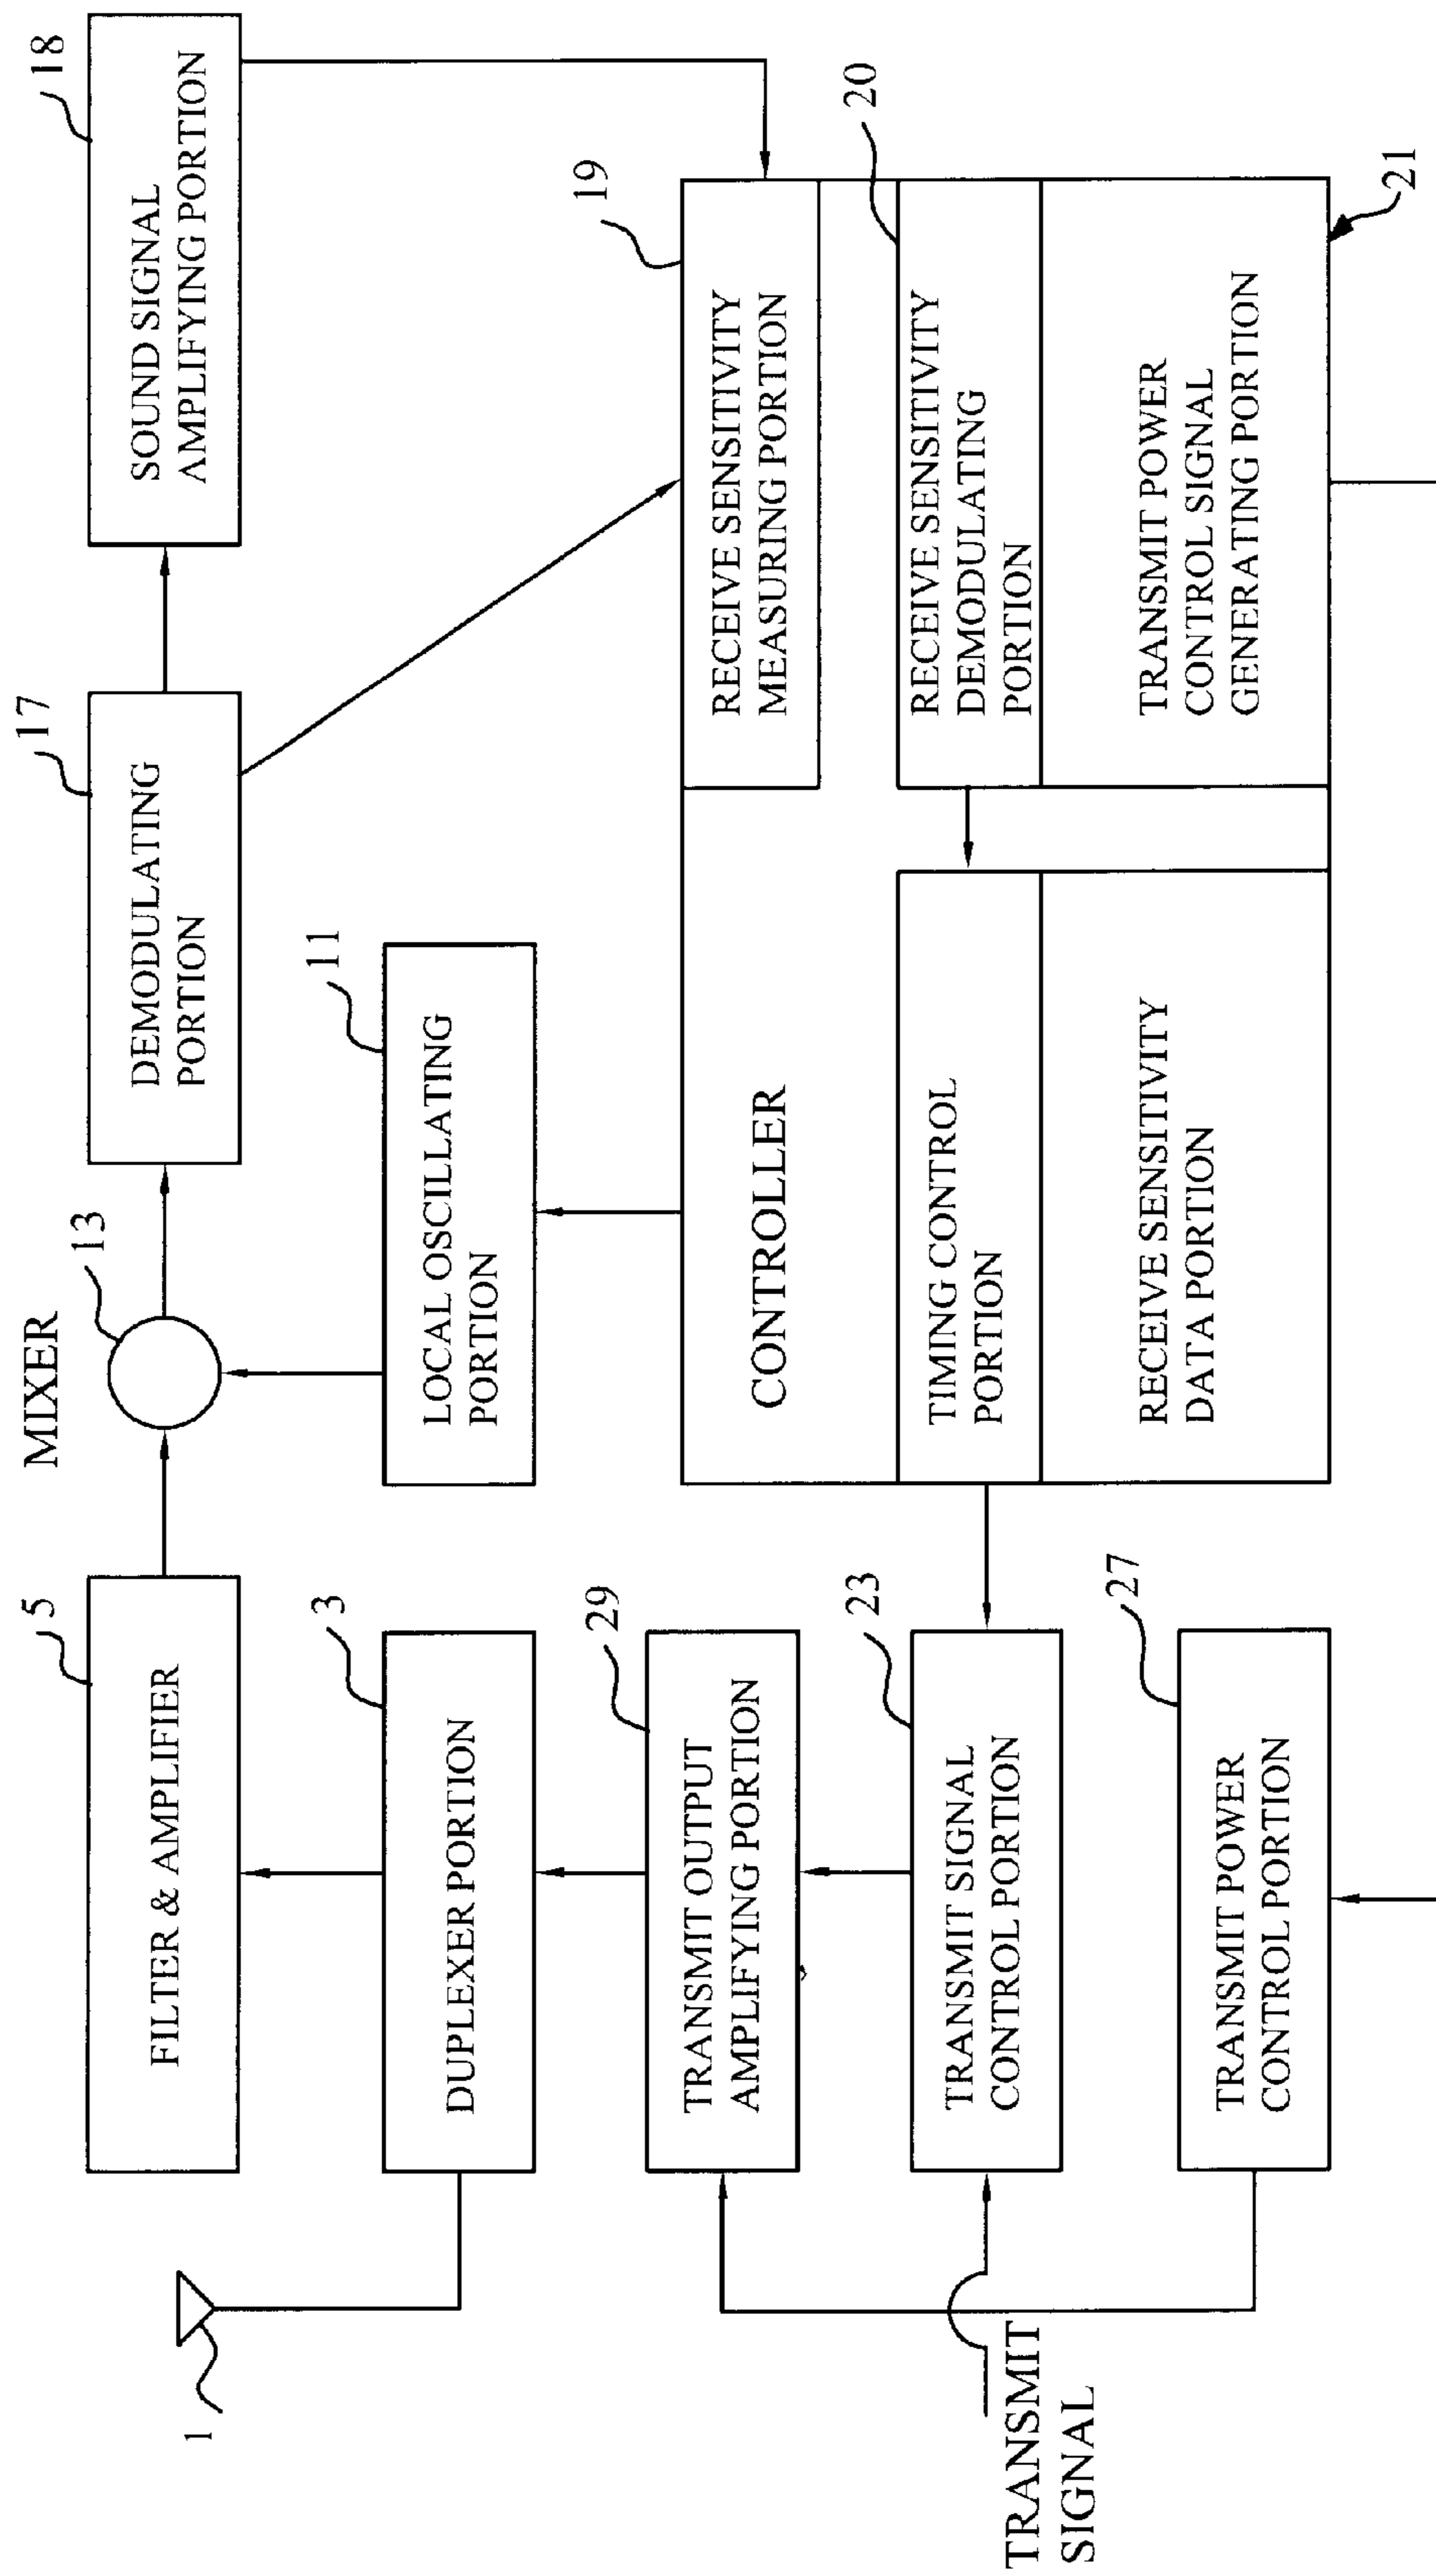 MIXER
5
13
17
18
FILTER & AMPLIFIER
DEMODULATING
PORTION
SOUND SIGNAL
AMPLIFYING PORTION
1
3
11
DUPLEXER PORTION
LOCAL OSCILLATING
PORTION
29
19
TRANSMIT OUTPUT
AMPLIFYING PORTION
CONTROLLER
RECEIVE SENSITIVITY
MEASURING PORTION
23
20
TRANSMIT SIGNAL
CONTROL PORTION
TIMING CONTROL
PORTION
RECEIVE SENSITIVITY
DEMODULATING
PORTION
TRANSMIT
SIGNAL
27
TRANSMIT POWER
CONTROL PORTION
RECEIVE SENSITIVITY
DATA PORTION
TRANSMIT POWER
CONTROL SIGNAL
GENERATING PORTION
21